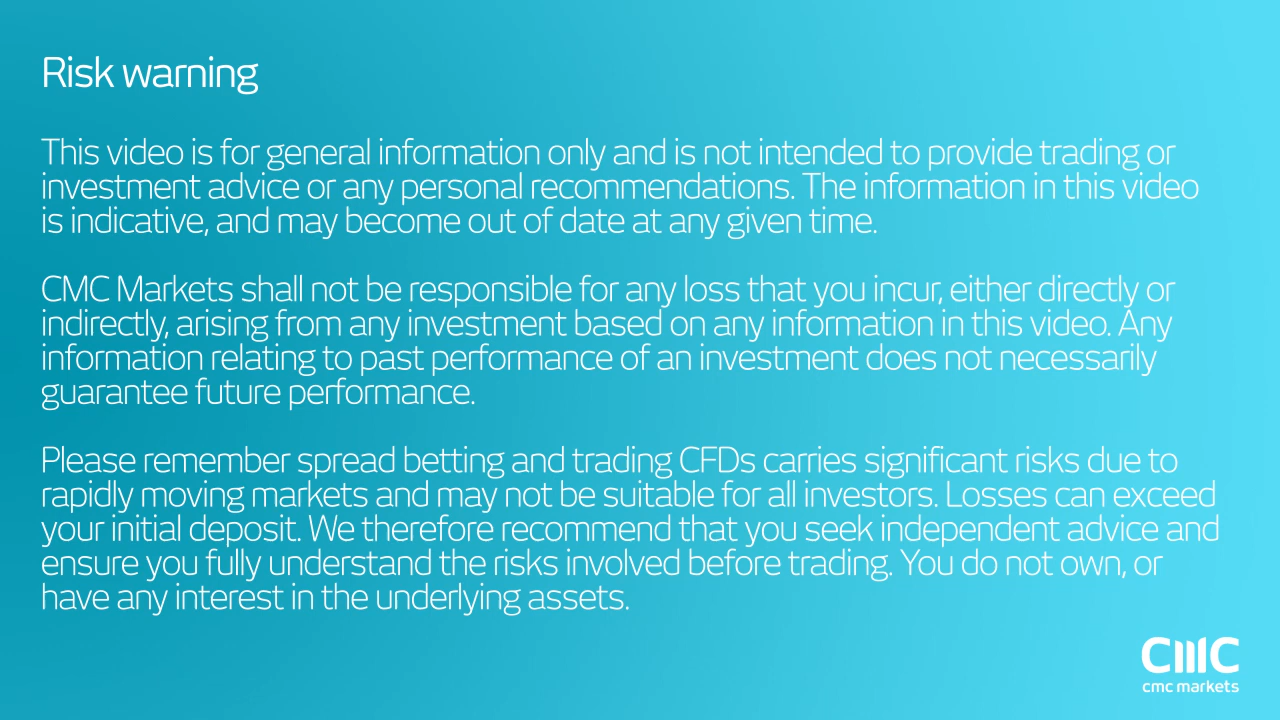 Risk warning
This video is for general information only and is not intended to provide trading or
investment advice or any personal recommendations. The information in this video
is indicative, and may become out of date at any given time.
CMC Markets shall not be responsible for any loss that you incur, either directly or
indirectly, arising from any investment based on any information in this video. Any
information relating to past performance of an investment does not necessarily
guarantee future performance.
Please remember spread betting and trading CFDs carries significant risks due to
rapidly moving markets and may not be suitable for all investors. Losses can exceed
your initial deposit. We therefore recommend that you seek independent advice and
ensure you fully understand the risks involved before trading. You do not own, or
have any interest in the underlying assets.
cmc
cmc markets